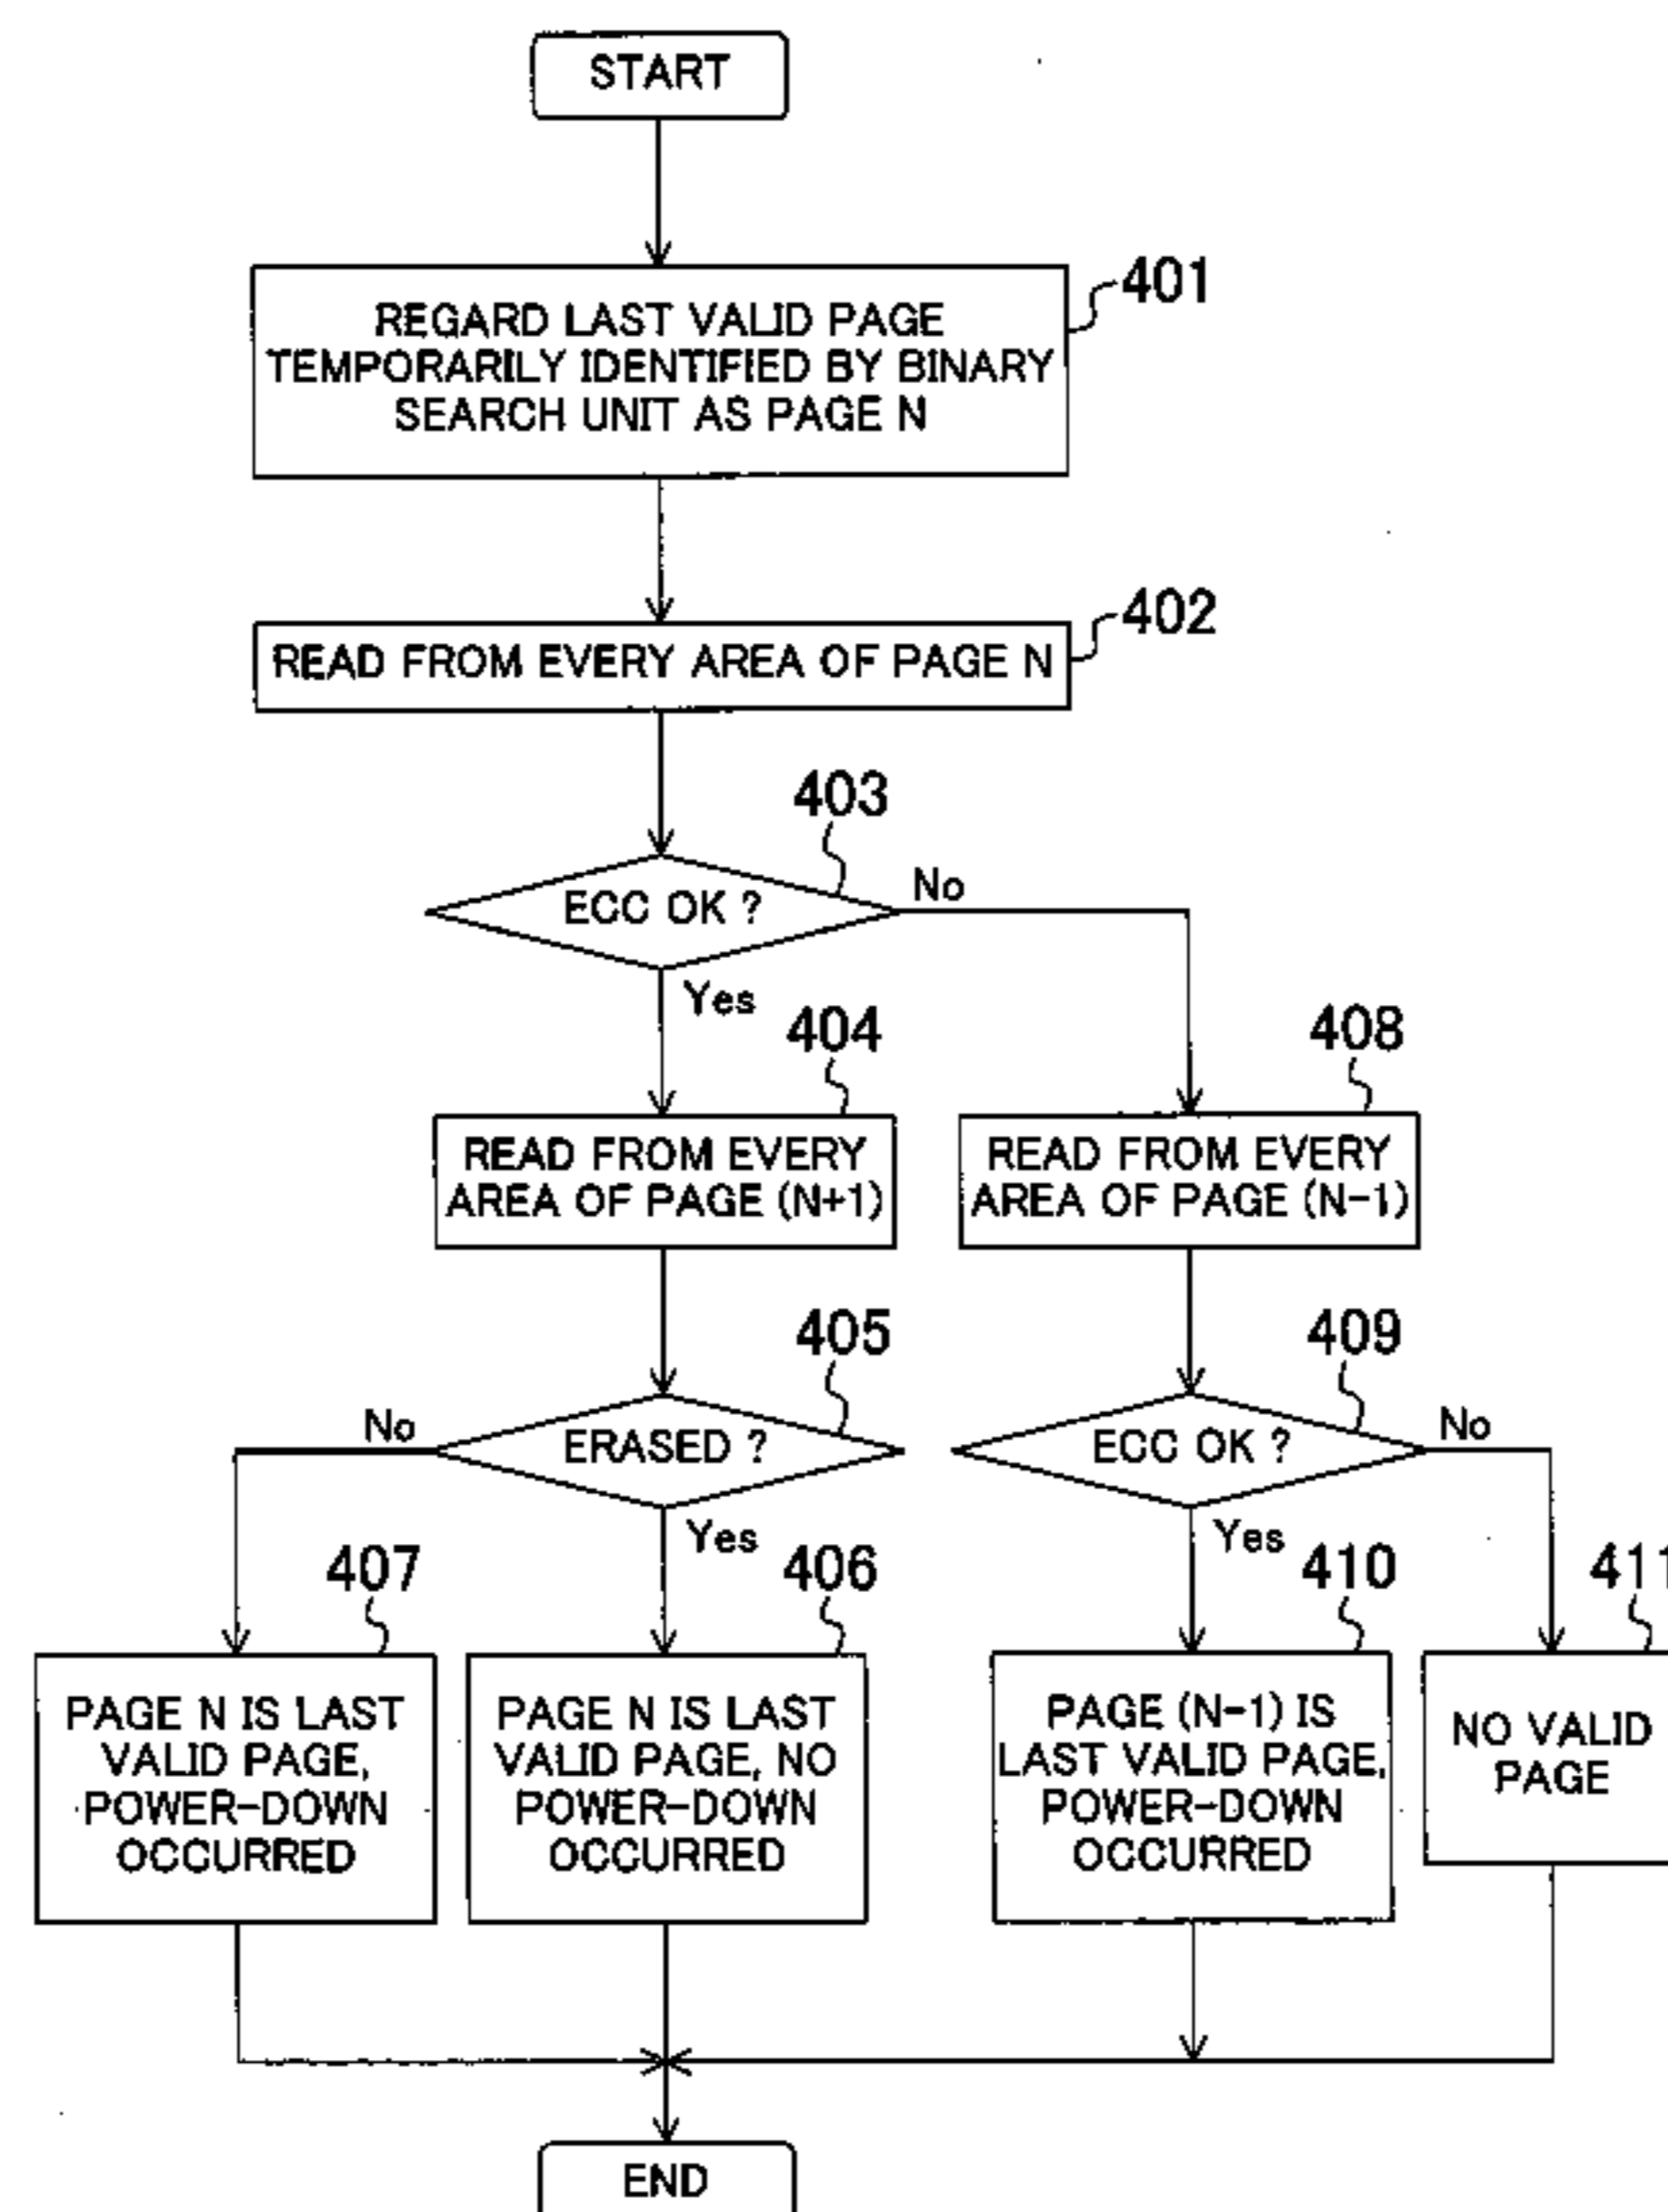 START
401
REGARD LAST VALID PAGE
TEMPORARILY IDENTIFIED BY BINARY
SEARCH UNIT AS PAGE N
402
READ FROM EVERY AREA OF PAGE N
403
ECC OK ?
No
Yes
404
408
READ FROM EVERY
AREA OF PAGE (N+1)
READ FROM EVERY
AREA OF PAGE (N-1)
405
409
No
ERASED ?
Yes
ECC OK ?
No
Yes
407
406
410
411
PAGE N IS LAST
VALID PAGE,
POWER-DOWN
OCCURRED
PAGE N IS LAST
VALID PAGE, NO
POWER-DOWN
OCCURRED
PAGE (N-1) IS
LAST VALID PAGE,
POWER-DOWN
OCCURRED
NO VALID
PAGE
END